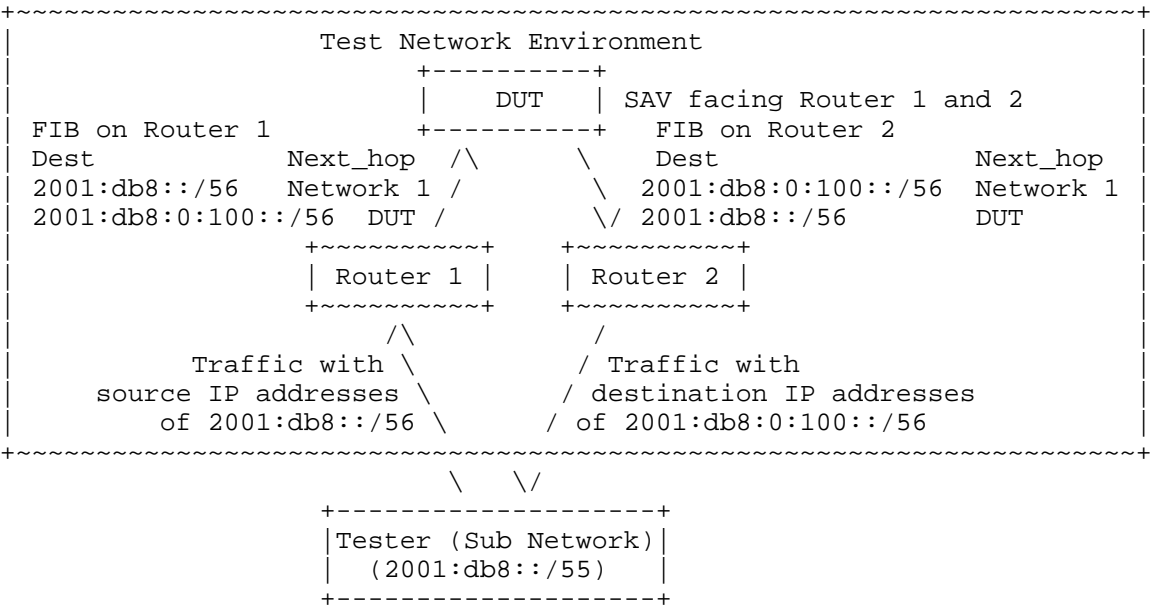 Test Network Environment
DUT SAV facing Router 1 and 2
FIB on Router 1 FIB on Router 2
Dest Next_hop Dest Next_hop
2001:db8::/56 Network 1 2001:db8:0:100::/56 Network 1
2001:db8:0:100::/56 DUT 2001:db8::/56 DUT
Router 1 Router 2
Traffic with Traffic with
source IP addresses destination IP addresses
of 2001:db8::/56 of 2001:db8:0:100::/56
Tester (Sub Network)
(2001:db8::/55)